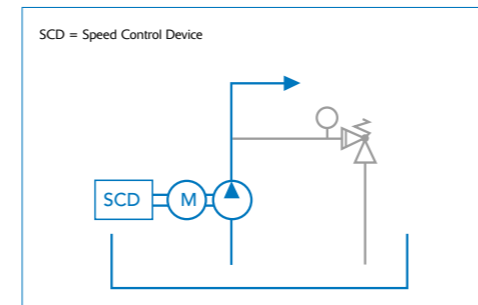 SCD = Speed Control Device
SCD M